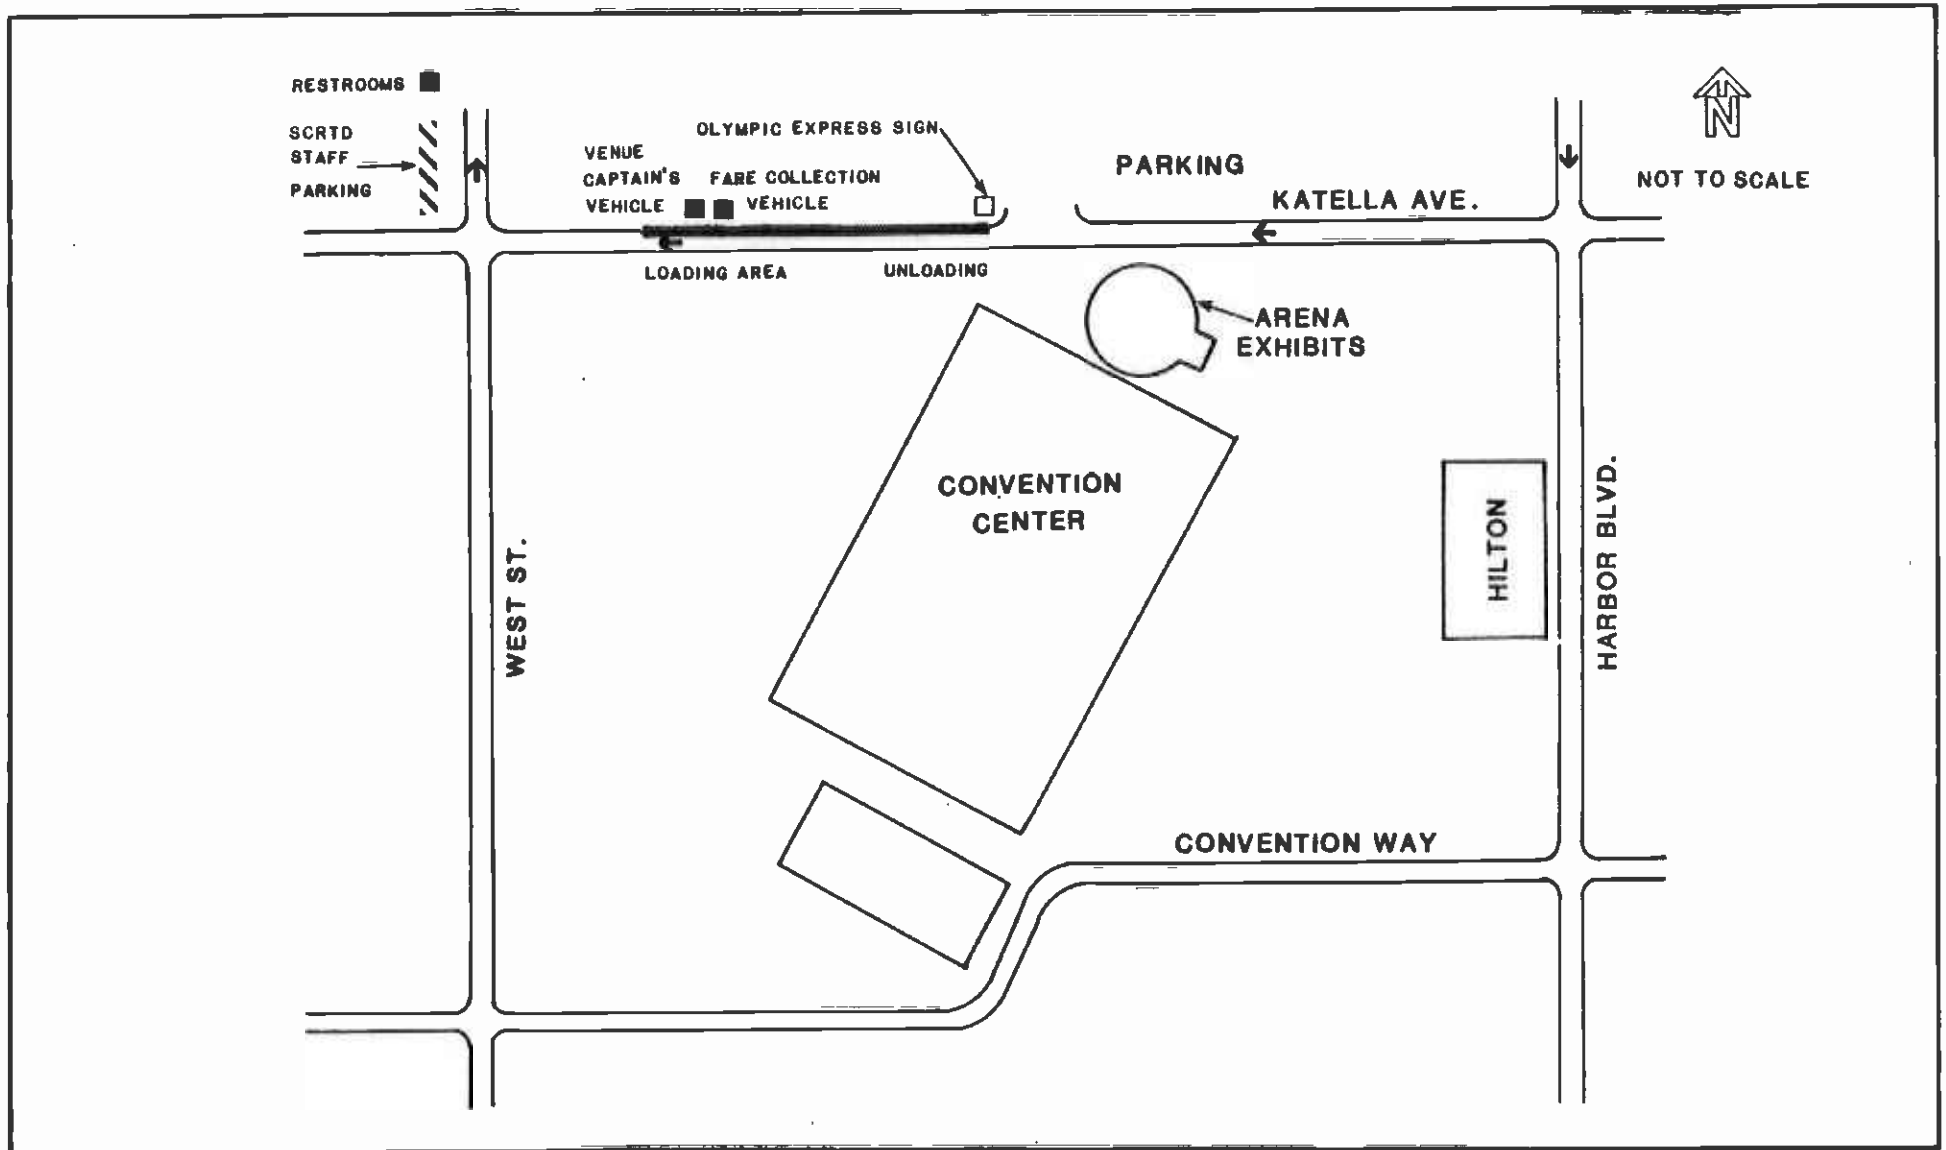 RESTROOMS
SCRTD
STAFF
PARKING
OLYMPIC EXPRESS SIGN
VENUE
CAPTAIN'S
VEHICLE
FARE COLLECTION
VEHICLE
PARKING
KATELLA AVE.
N
NOT TO SCALE
LOADING AREA
UNLOADING
ARENA
EXHIBITS
CONVENTION
CENTER
HILTON
HARBOR BLVD.
WEST ST.
CONVENTION WAY